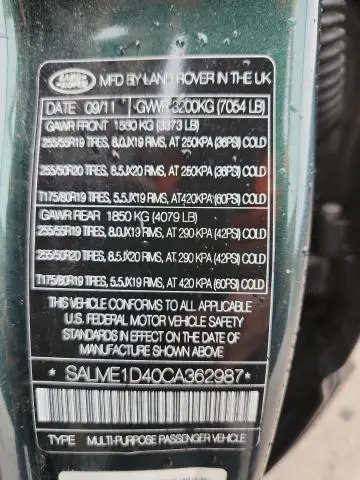 LAND ROVER
MFD BY LAND ROVER IN THE UK
DATE 09/11 GWVR 3200KG (7054 LB)
GAWR FRONT 1530 KG (3373 LB)
255/55R19 TIRES, 8.0JX19 RIMS, AT 250KPA (36PSI) COLD
255/50R20 TIRES, 8.5JX20 RIMS, AT 250KPA (36PSI) COLD
T175/80R19 TIRES, 5.5JX19 RIMS, AT420KPA(60PSI) COLD
GAWR REAR 1850 KG (4079 LB)
255/55R19 TIRES, 8.0JX19 RIMS, AT 290 KPA (42PSI) COLD
255/50R20 TIRES, 8.5JX20 RIMS, AT 290 KPA (42PSI) COLD
T175/80R19 TIRES, 5.5JX19 RIMS, AT 420 KPA (60PSI) COLD
THIS VEHICLE CONFORMS TO ALL APPLICABLE
U.S. FEDERAL MOTOR VEHICLE SAFETY
STANDARDS IN EFFECT ON THE DATE OF
MANUFACTURE SHOWN ABOVE.
* SALME1D40CA362987 *
TYPE MULTI-PURPOSE PASSENGER VEHICLE